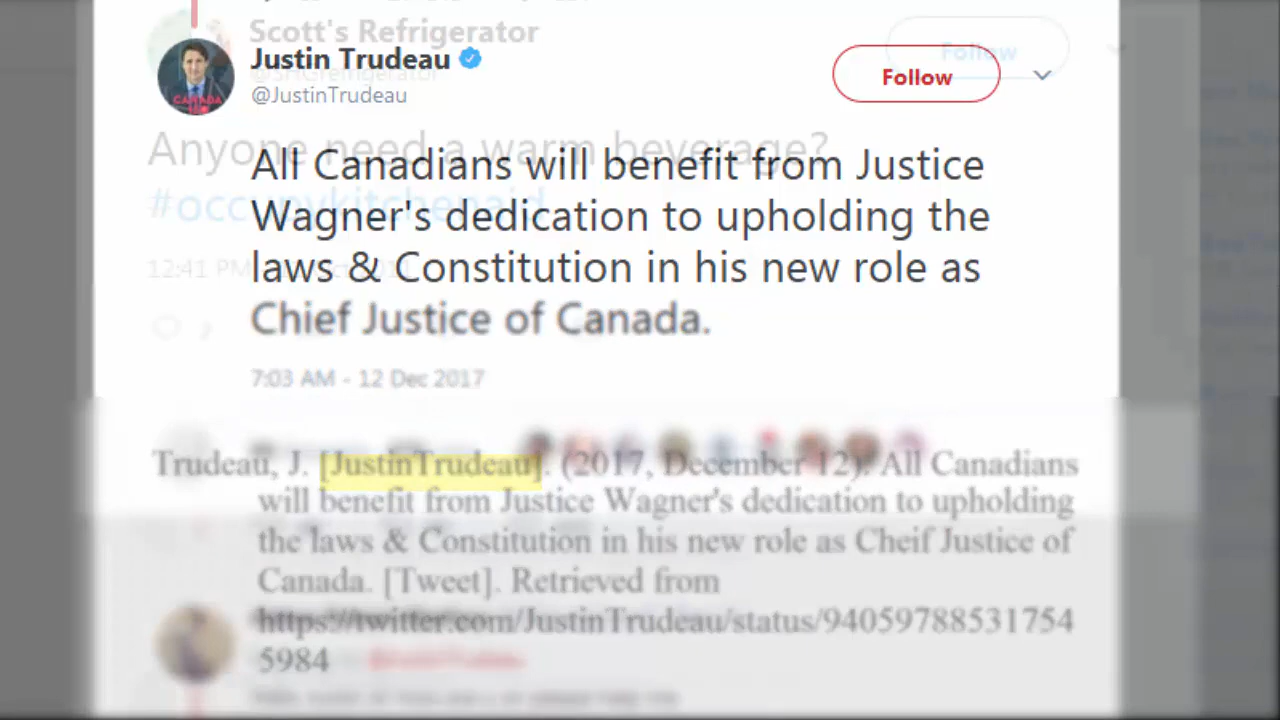 Scott's Refrigerator
Justin Trudeau
@SHGrefrigerator
@JustinTrudeau
Follow
Follow
Anyone need a warm beverage?
#occupykitchenaid
All Canadians will benefit from Justice
Wagner's dedication to upholding the
laws & Constitution in his new role as
Chief Justice of Canada.
12:41 PM
7:03 AM - 12 Dec 2017
Trudeau, J. [JustinTrudeau]. (2017, December 12). All Canadians
will benefit from Justice Wagner's dedication to upholding
the laws & Constitution in his new role as Cheif Justice of
Canada. [Tweet]. Retrieved from
https://twitter.com/JustinTrudeau/status/94059788531754
5984
@JustinTrudeau